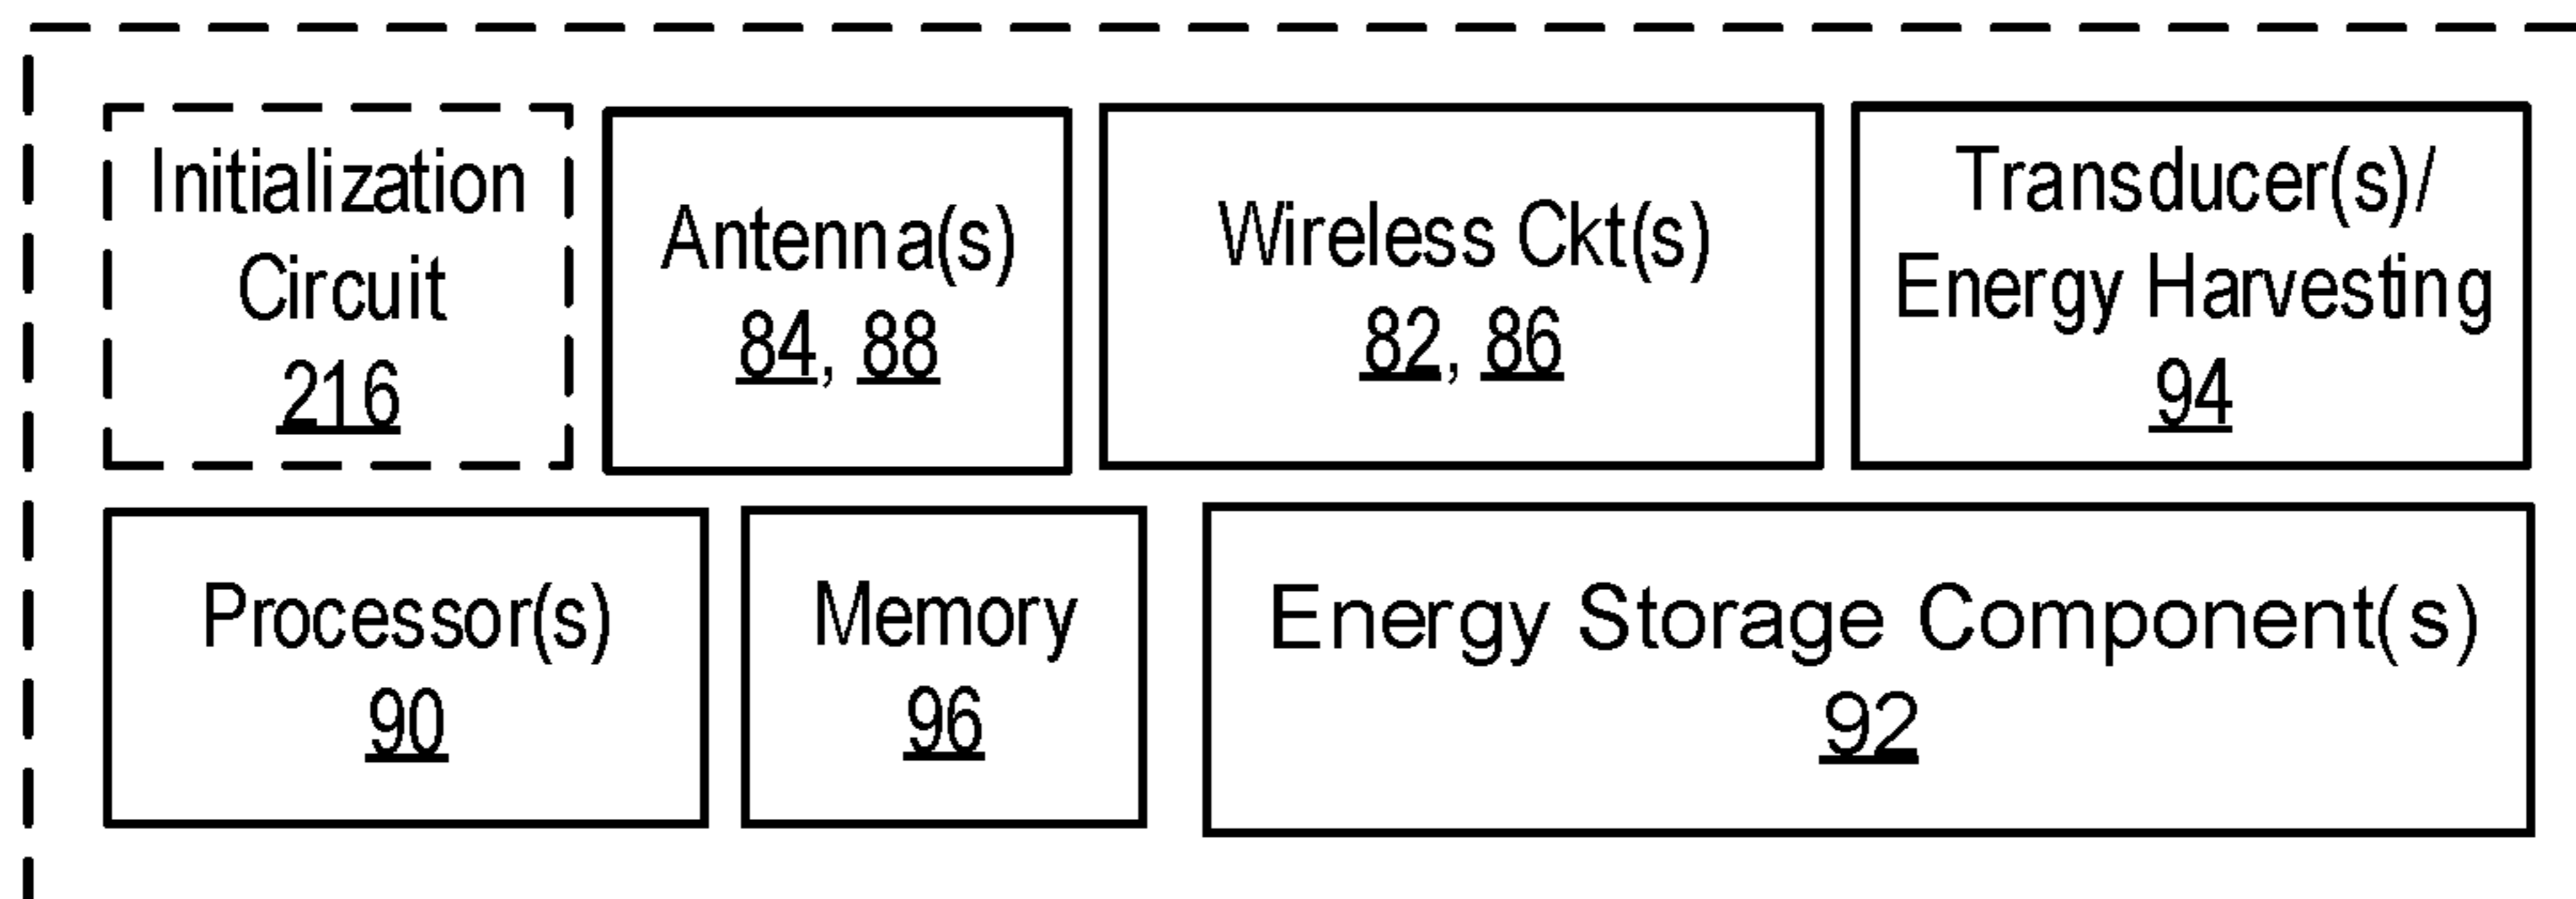 Initialization
Circuit
216
Antenna(s)
84, 88
Wireless Ckt(s)
82, 86
Transducer(s)/
Energy Harvesting
94
Processor(s)
90
Memory
96
Energy Storage Component(s)
92